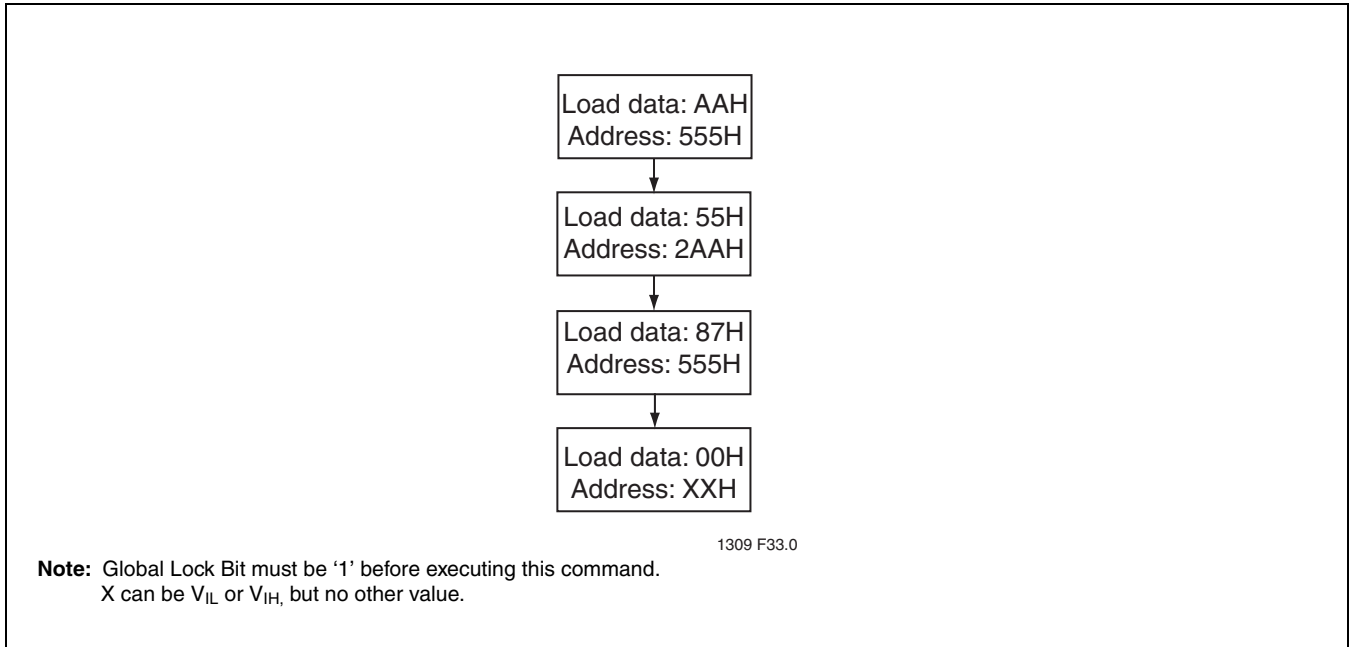 Load data: AAH
Address: 555H
Load data: 55H
Address: 2AAH
Load data: 87H
Address: 555H
Load data: 00H
Address: XXH
1309 F33.0
Note: Global Lock Bit must be ‘1’ before executing this command.
X can be VIL or VIH, but no other value.